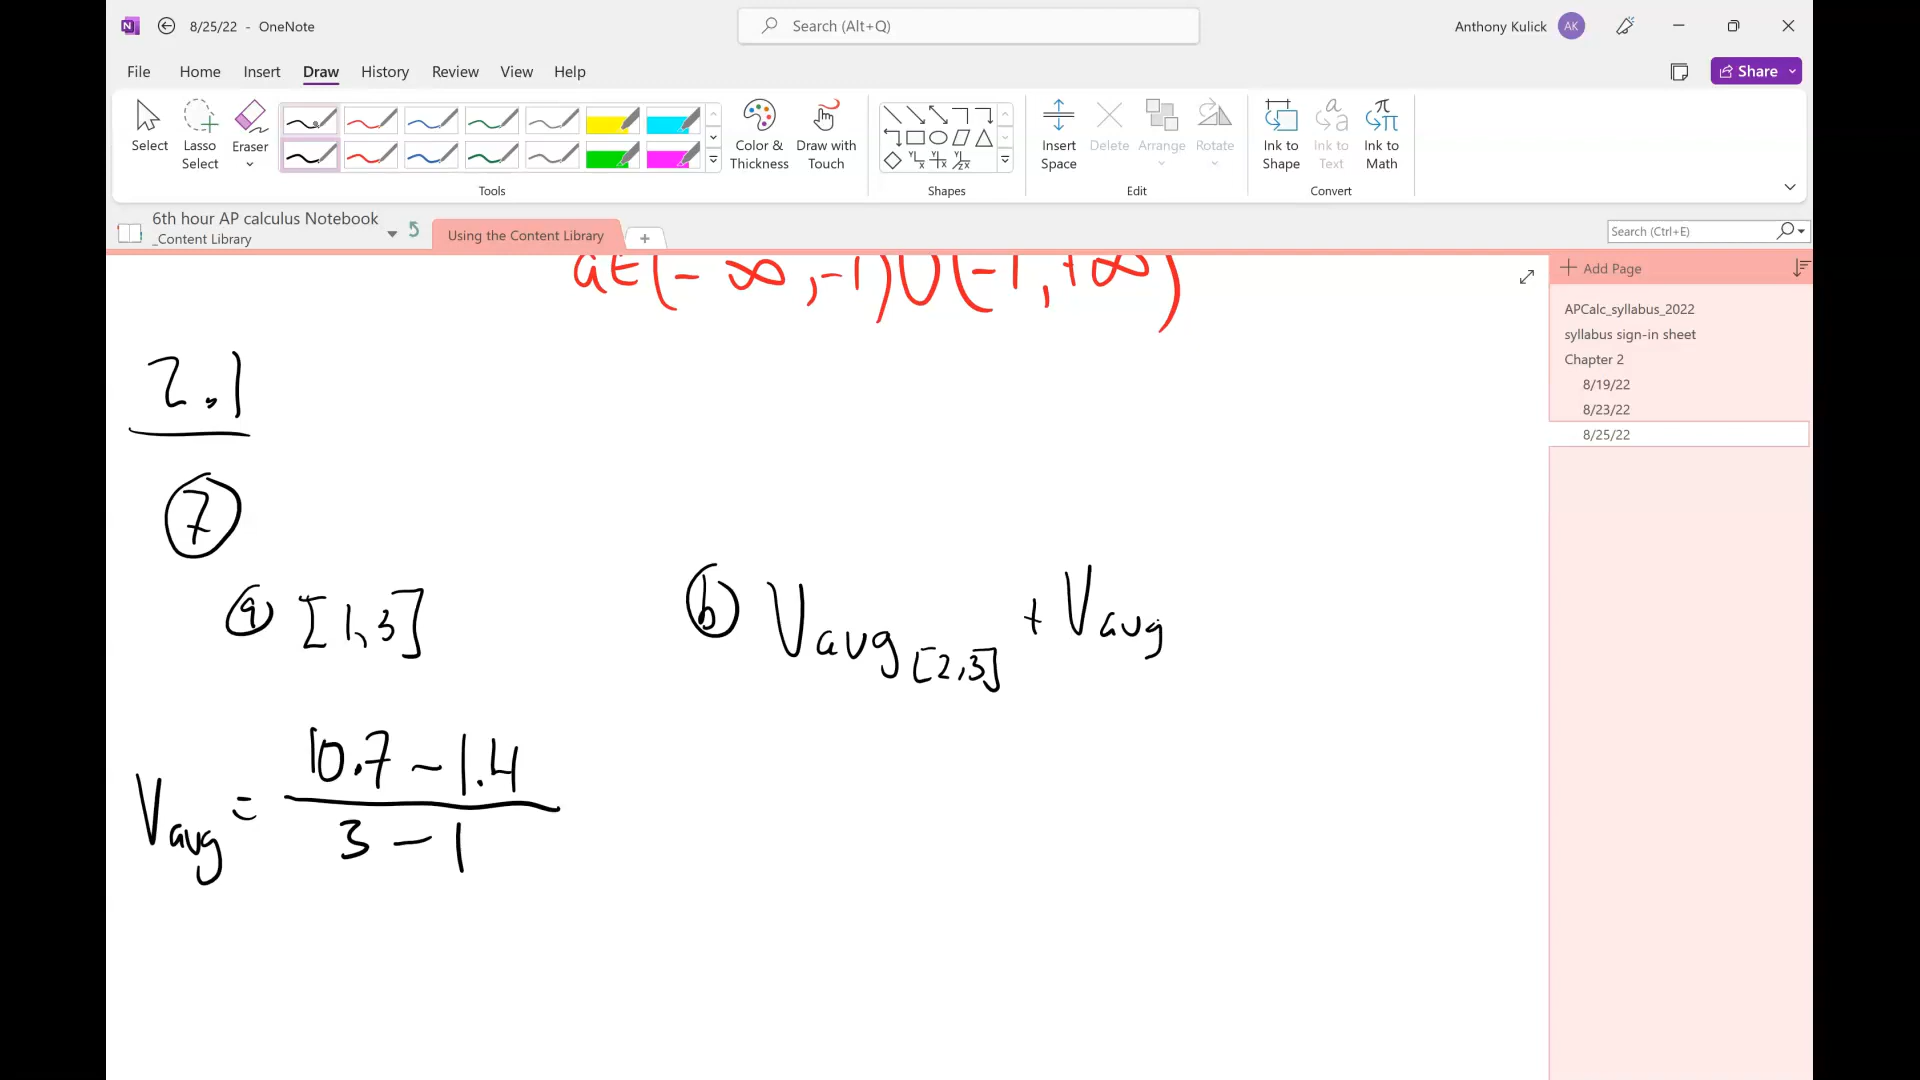 8/25/22 - OneNote
Search (Alt+Q)
Anthony Kulick AK
File Home Insert Draw History Review View Help
Share
Select
Lasso Select
Eraser
Color & Thickness
Draw with Touch
Insert Space
Delete
Arrange
Rotate
Ink to Shape
Ink to Text
Ink to Math
Tools Shapes Edit Convert
6th hour AP calculus Notebook
_Content Library
Using the Content Library
Search (Ctrl+E)
Add Page
APCalc_syllabus_2022
syllabus sign-in sheet
Chapter 2
8/19/22
8/23/22
8/25/22
a∈(-∞,-1)∪(-1,+∞)
2.1
7
a [1,3]
b Vavg[2,3] + Vavg
Vavg = 10.7 - 1.4
3 - 1